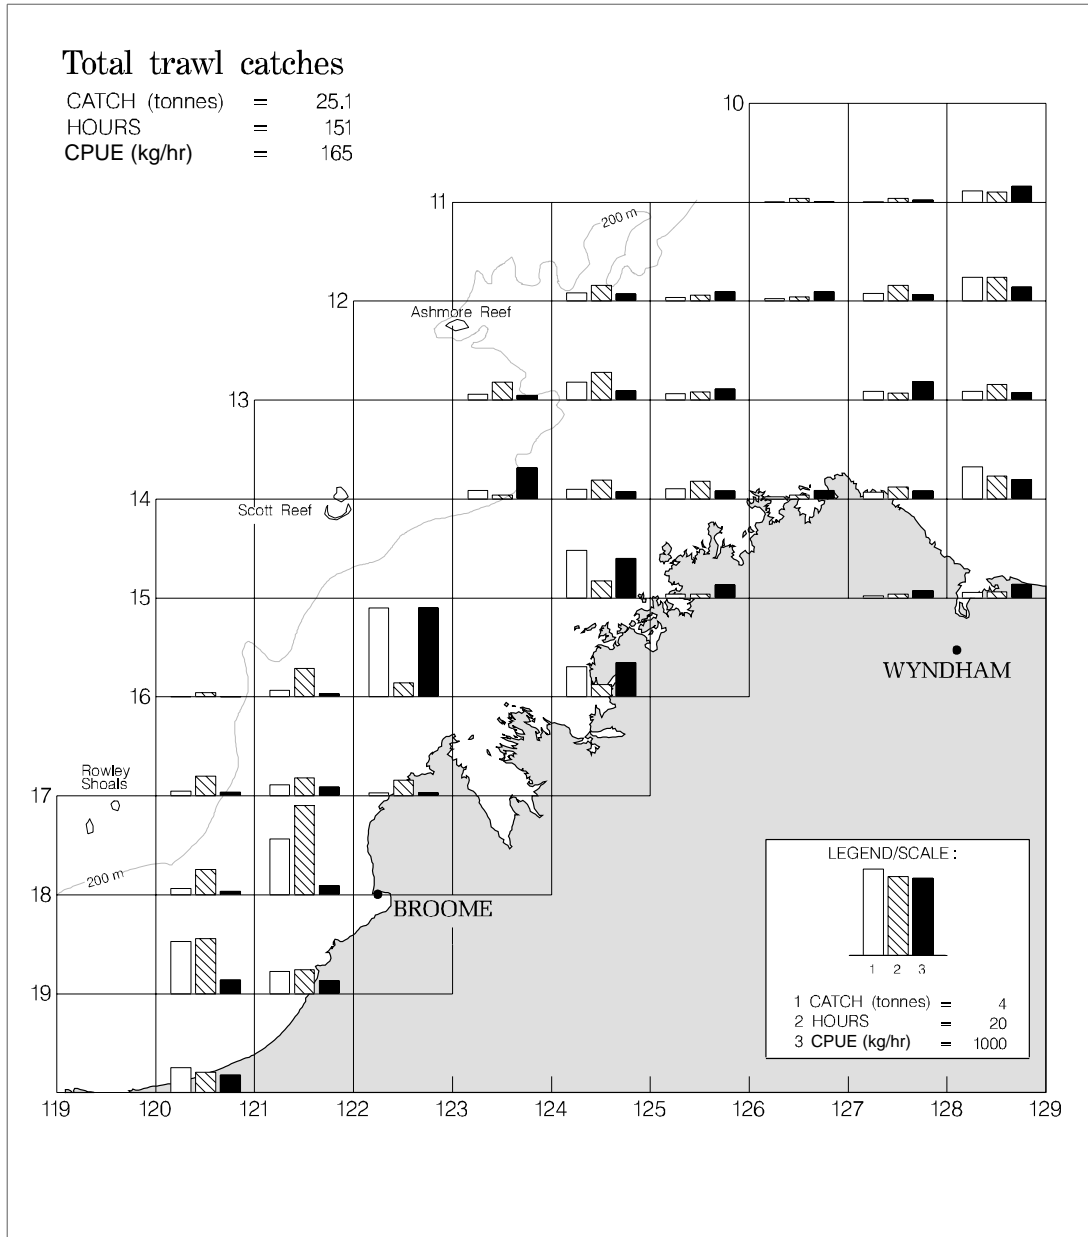 Total trawl catches
CATCH (tonnes) = 25.1
HOURS = 151
CPUE (kg/hr) = 165
10
11
200 m
12
Ashmore Reef
13
14
Scott Reef
15
WYNDHAM
16
Rowley
Shoals
17
200 m
18
BROOME
19
LEGEND/SCALE :
1 2 3
1 CATCH (tonnes) = 4
2 HOURS = 20
3 CPUE (kg/hr) = 1000
119 120 121 122 123 124 125 126 127 128 129